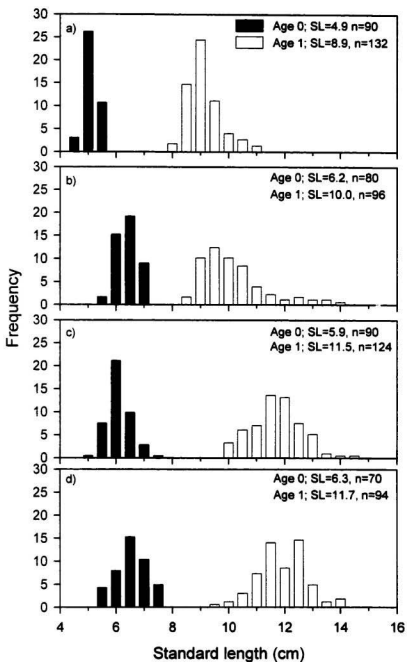 a)
Age 0; SL=4.9 n=90
Age 1; SL=8.9, n=132
30
25
20
15
10
5
0
b)
Age 0; SL=6.2, n=80
Age 1; SL=10.0, n=96
30
25
20
15
10
5
0
c)
Age 0; SL=5.9, n=90
Age 1; SL=11.5, n=124
30
25
20
15
10
5
0
d)
Age 0; SL=6.3, n=70
Age 1; SL=11.7, n=94
30
25
20
15
10
5
0
Frequency
4 6 8 10 12 14 16
Standard length (cm)